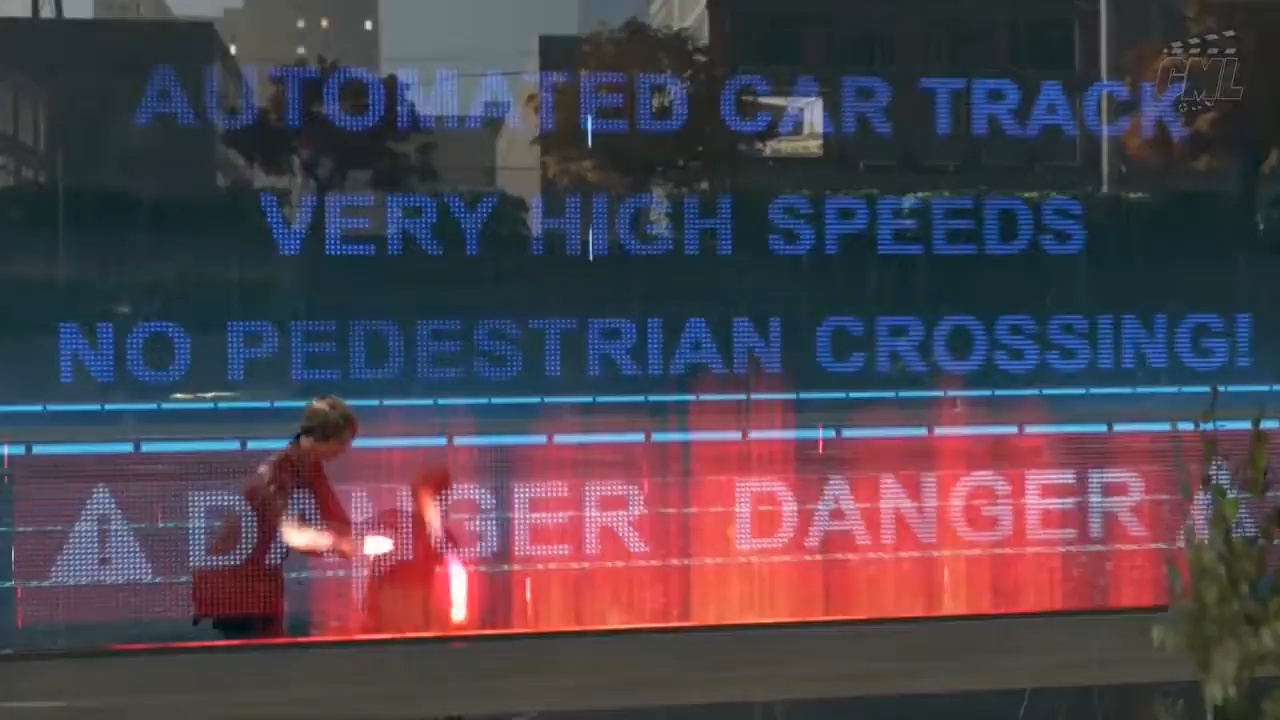 CML
AUTOMATED CAR TRACK
VERY HIGH SPEEDS
NO PEDESTRIAN CROSSING!
DANGER DANGER